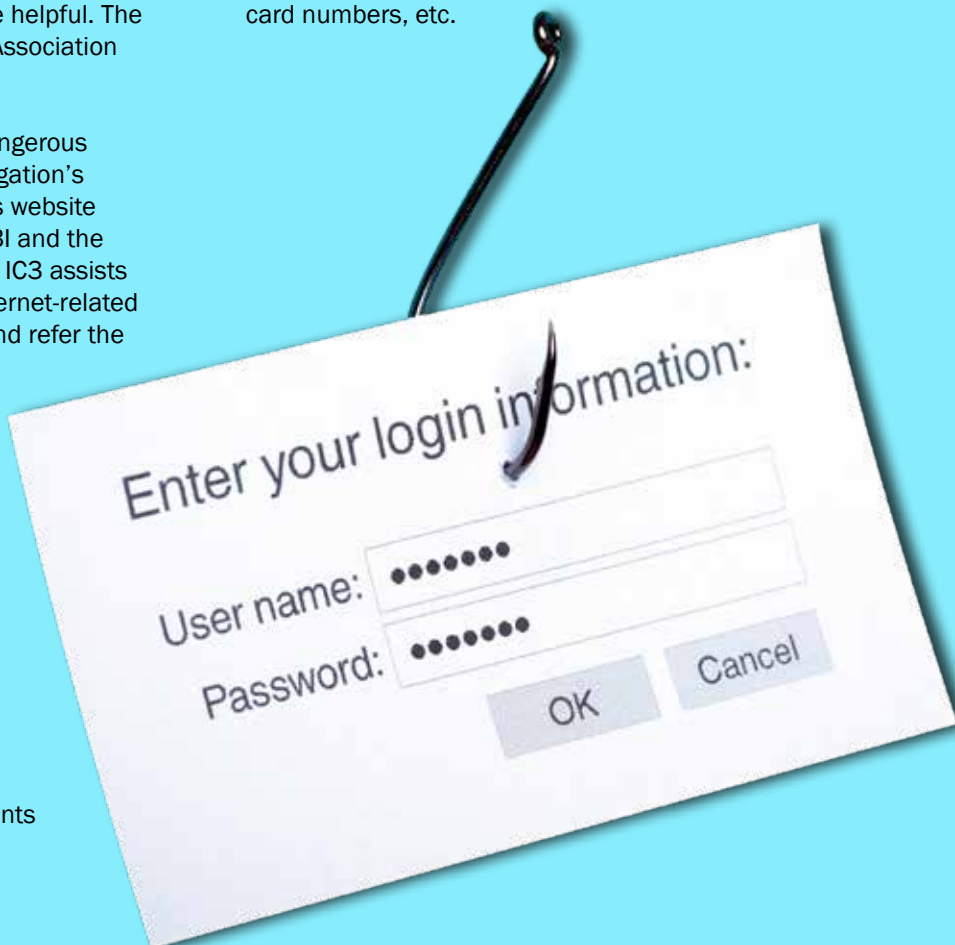 e helpful. The
Association
ngerous
gation's
s website
BI and the
IC3 assists
ernet-related
nd refer the
nts
card numbers, etc.
Enter your login information:
User name: •••••••
Password: •••••••
OK Cancel